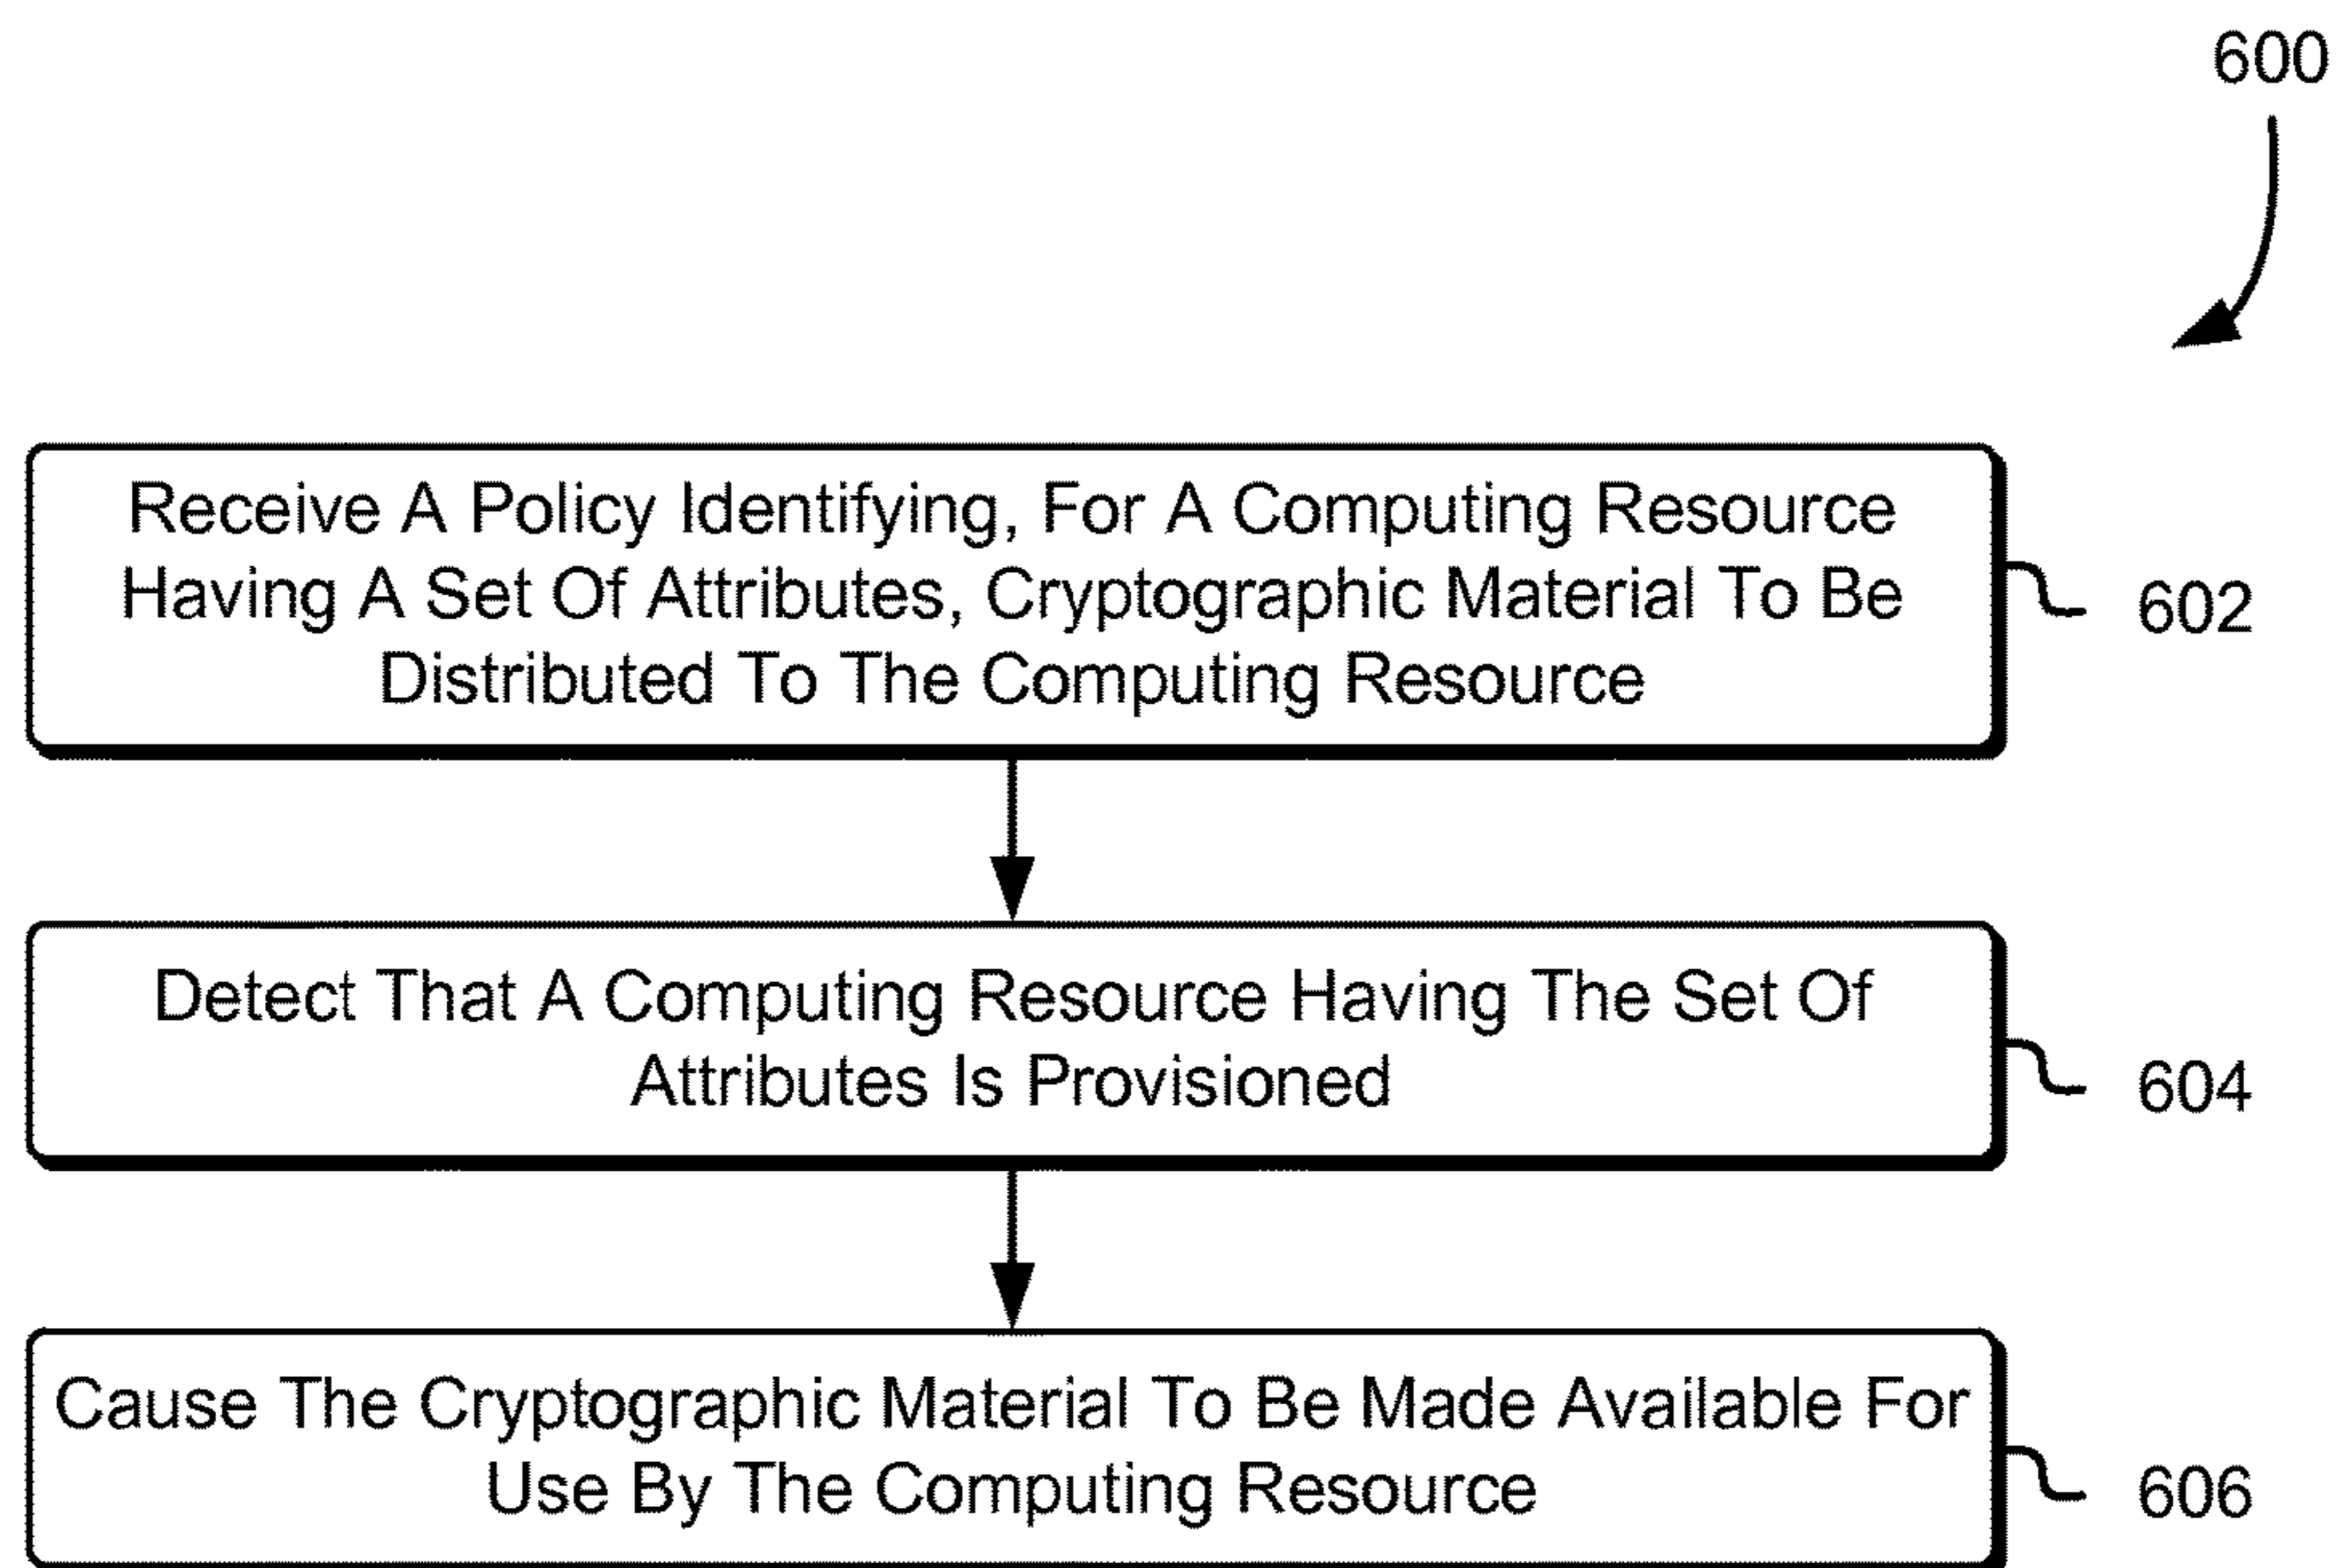 600
Receive A Policy Identifying, For A Computing Resource
Having A Set Of Attributes, Cryptographic Material To Be
Distributed To The Computing Resource
602
Detect That A Computing Resource Having The Set Of
Attributes Is Provisioned
604
Cause The Cryptographic Material To Be Made Available For
Use By The Computing Resource
606